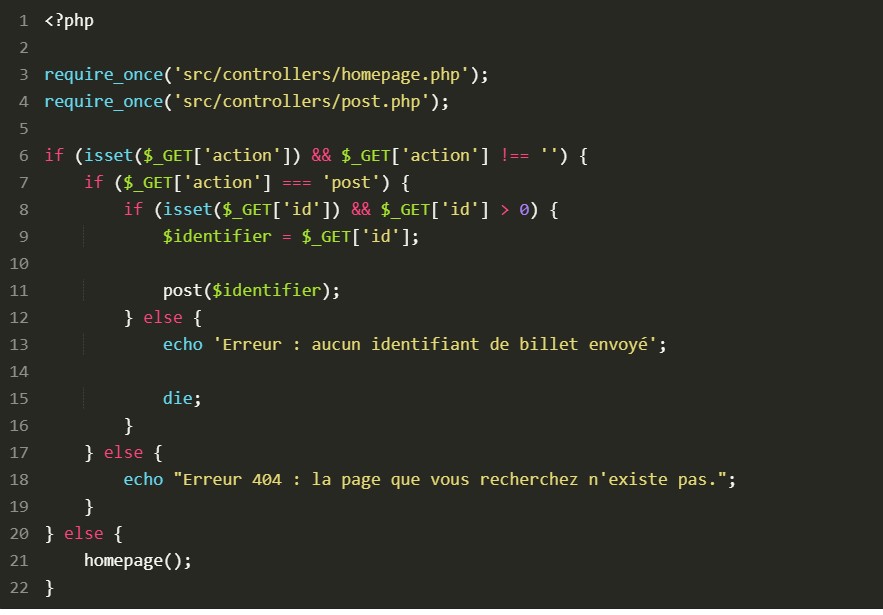 1 <?php
2
3 require_once('src/controllers/homepage.php');
4 require_once('src/controllers/post.php');
5
6 if (isset($_GET['action']) && $_GET['action'] !== '') {
7     if ($_GET['action'] === 'post') {
8         if (isset($_GET['id']) && $_GET['id'] > 0) {
9             $identifier = $_GET['id'];
10
11             post($identifier);
12         } else {
13             echo 'Erreur : aucun identifiant de billet envoyé';
14
15             die;
16         }
17     } else {
18         echo "Erreur 404 : la page que vous recherchez n'existe pas.";
19     }
20 } else {
21     homepage();
22 }